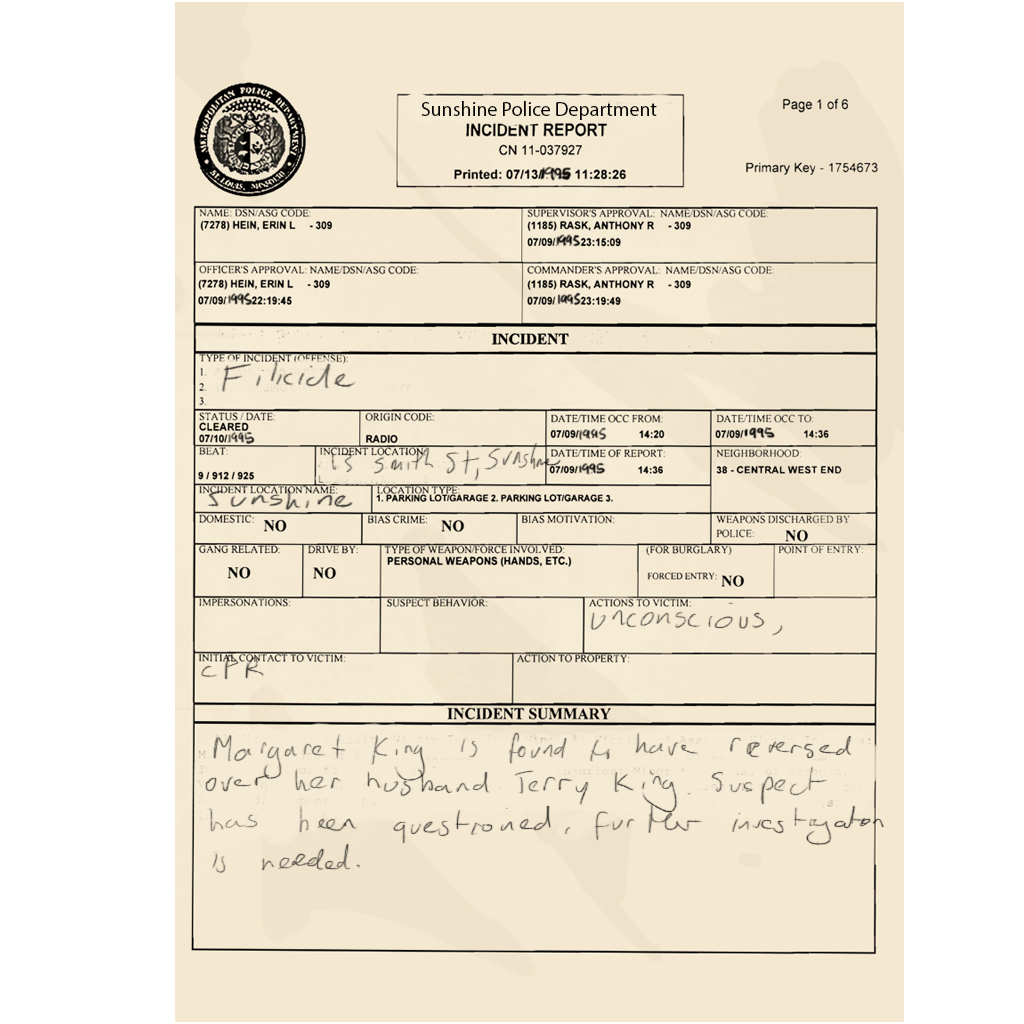 METROPOLITAN POLICE DEPARTMENT
ST. LOUIS, MISSOURI
Sunshine Police Department
INCIDENT REPORT
CN 11-037927
Printed: 07/13/1995 11:28:26
Page 1 of 6
Primary Key - 1754673
NAME: DSN/ASG CODE:
(7278) HEIN, ERIN L - 309
SUPERVISOR'S APPROVAL: NAME/DSN/ASG CODE:
(1185) RASK, ANTHONY R - 309
07/09/1995 23:15:09
OFFICER'S APPROVAL: NAME/DSN/ASG CODE:
(7278) HEIN, ERIN L - 309
07/09/1995 22:19:45
COMMANDER'S APPROVAL: NAME/DSN/ASG CODE:
(1185) RASK, ANTHONY R - 309
07/09/1995 23:19:49
INCIDENT
TYPE OF INCIDENT (OFFENSE):
1.
2. Filicide
3.
STATUS / DATE:
CLEARED
07/10/1995
ORIGIN CODE:
RADIO
DATE/TIME OCC FROM:
07/09/1995 14:20
DATE/TIME OCC TO:
07/09/1995 14:36
BEAT:
9 / 912 / 925
INCIDENT LOCATION:
15 Smith St, Sunshine
DATE/TIME OF REPORT:
07/09/1995 14:36
NEIGHBORHOOD:
38 - CENTRAL WEST END
INCIDENT LOCATION NAME:
Sunshine
LOCATION TYPE:
1. PARKING LOT/GARAGE 2. PARKING LOT/GARAGE 3.
DOMESTIC: NO
BIAS CRIME: NO
BIAS MOTIVATION:
WEAPONS DISCHARGED BY
POLICE: NO
GANG RELATED:
NO
DRIVE BY:
NO
TYPE OF WEAPON/FORCE INVOLVED:
PERSONAL WEAPONS (HANDS, ETC.)
(FOR BURGLARY)
FORCED ENTRY: NO
POINT OF ENTRY:
IMPERSONATIONS:
SUSPECT BEHAVIOR:
ACTIONS TO VICTIM:
Unconscious,
INITIAL CONTACT TO VICTIM:
CPR
ACTION TO PROPERTY:
INCIDENT SUMMARY
Margaret King is found to have reversed
over her husband Terry King. Suspect
has been questioned, further investigation
is needed.